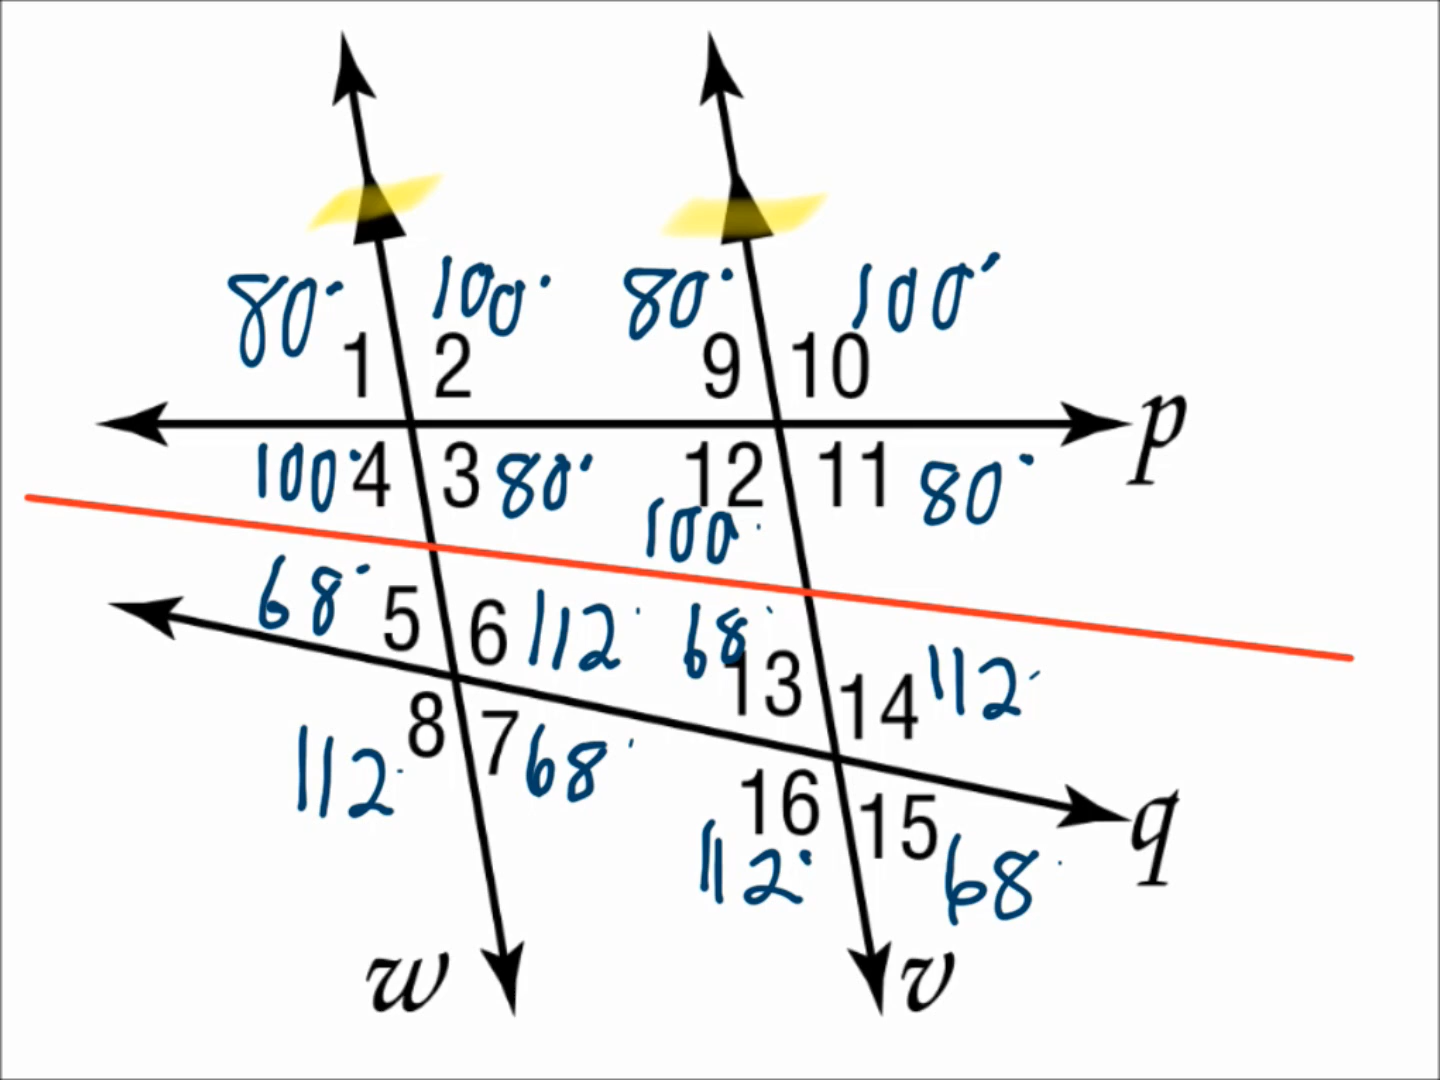 80° 100° 80° 100°
1 2 9 10
p
4 3 12 11
100° 80° 80°
100°
68° 5 6 112° 68° 13 14 112°
8 7 68°
112° 16 15 q
112° 68°
w v